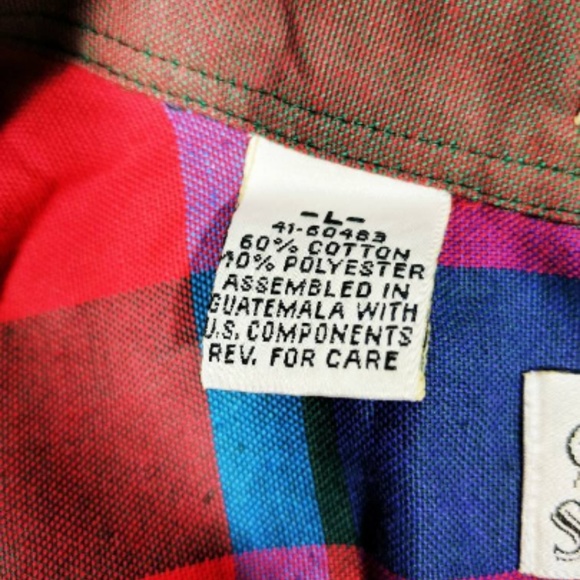 -L-
41-60483
60% COTTON
40% POLYESTER
ASSEMBLED IN
GUATEMALA WITH
U.S. COMPONENTS
REV. FOR CARE